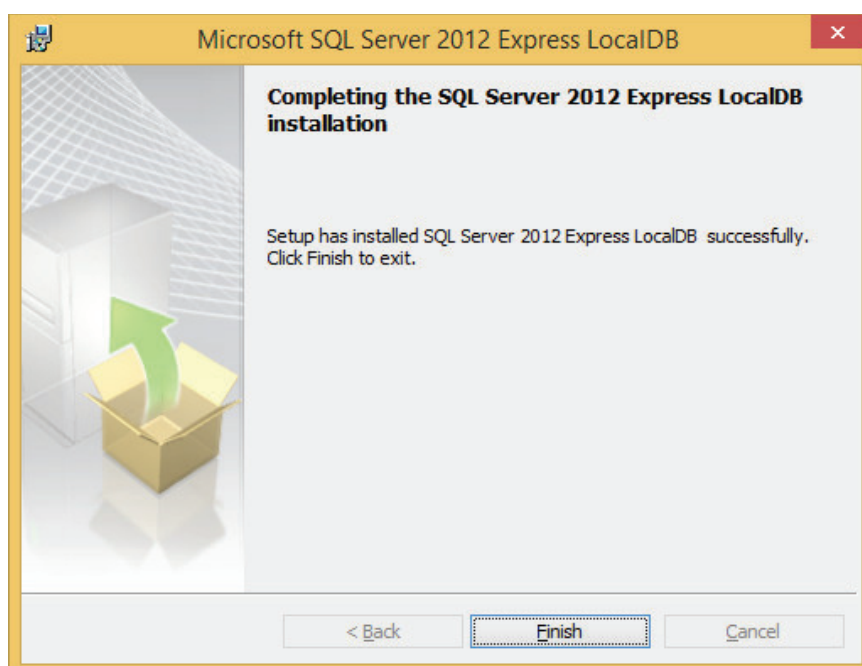 Microsoft SQL Server 2012 Express LocalDB
Completing the SQL Server 2012 Express LocalDB
installation
Setup has installed SQL Server 2012 Express LocalDB successfully.
Click Finish to exit.
< Back Finish Cancel